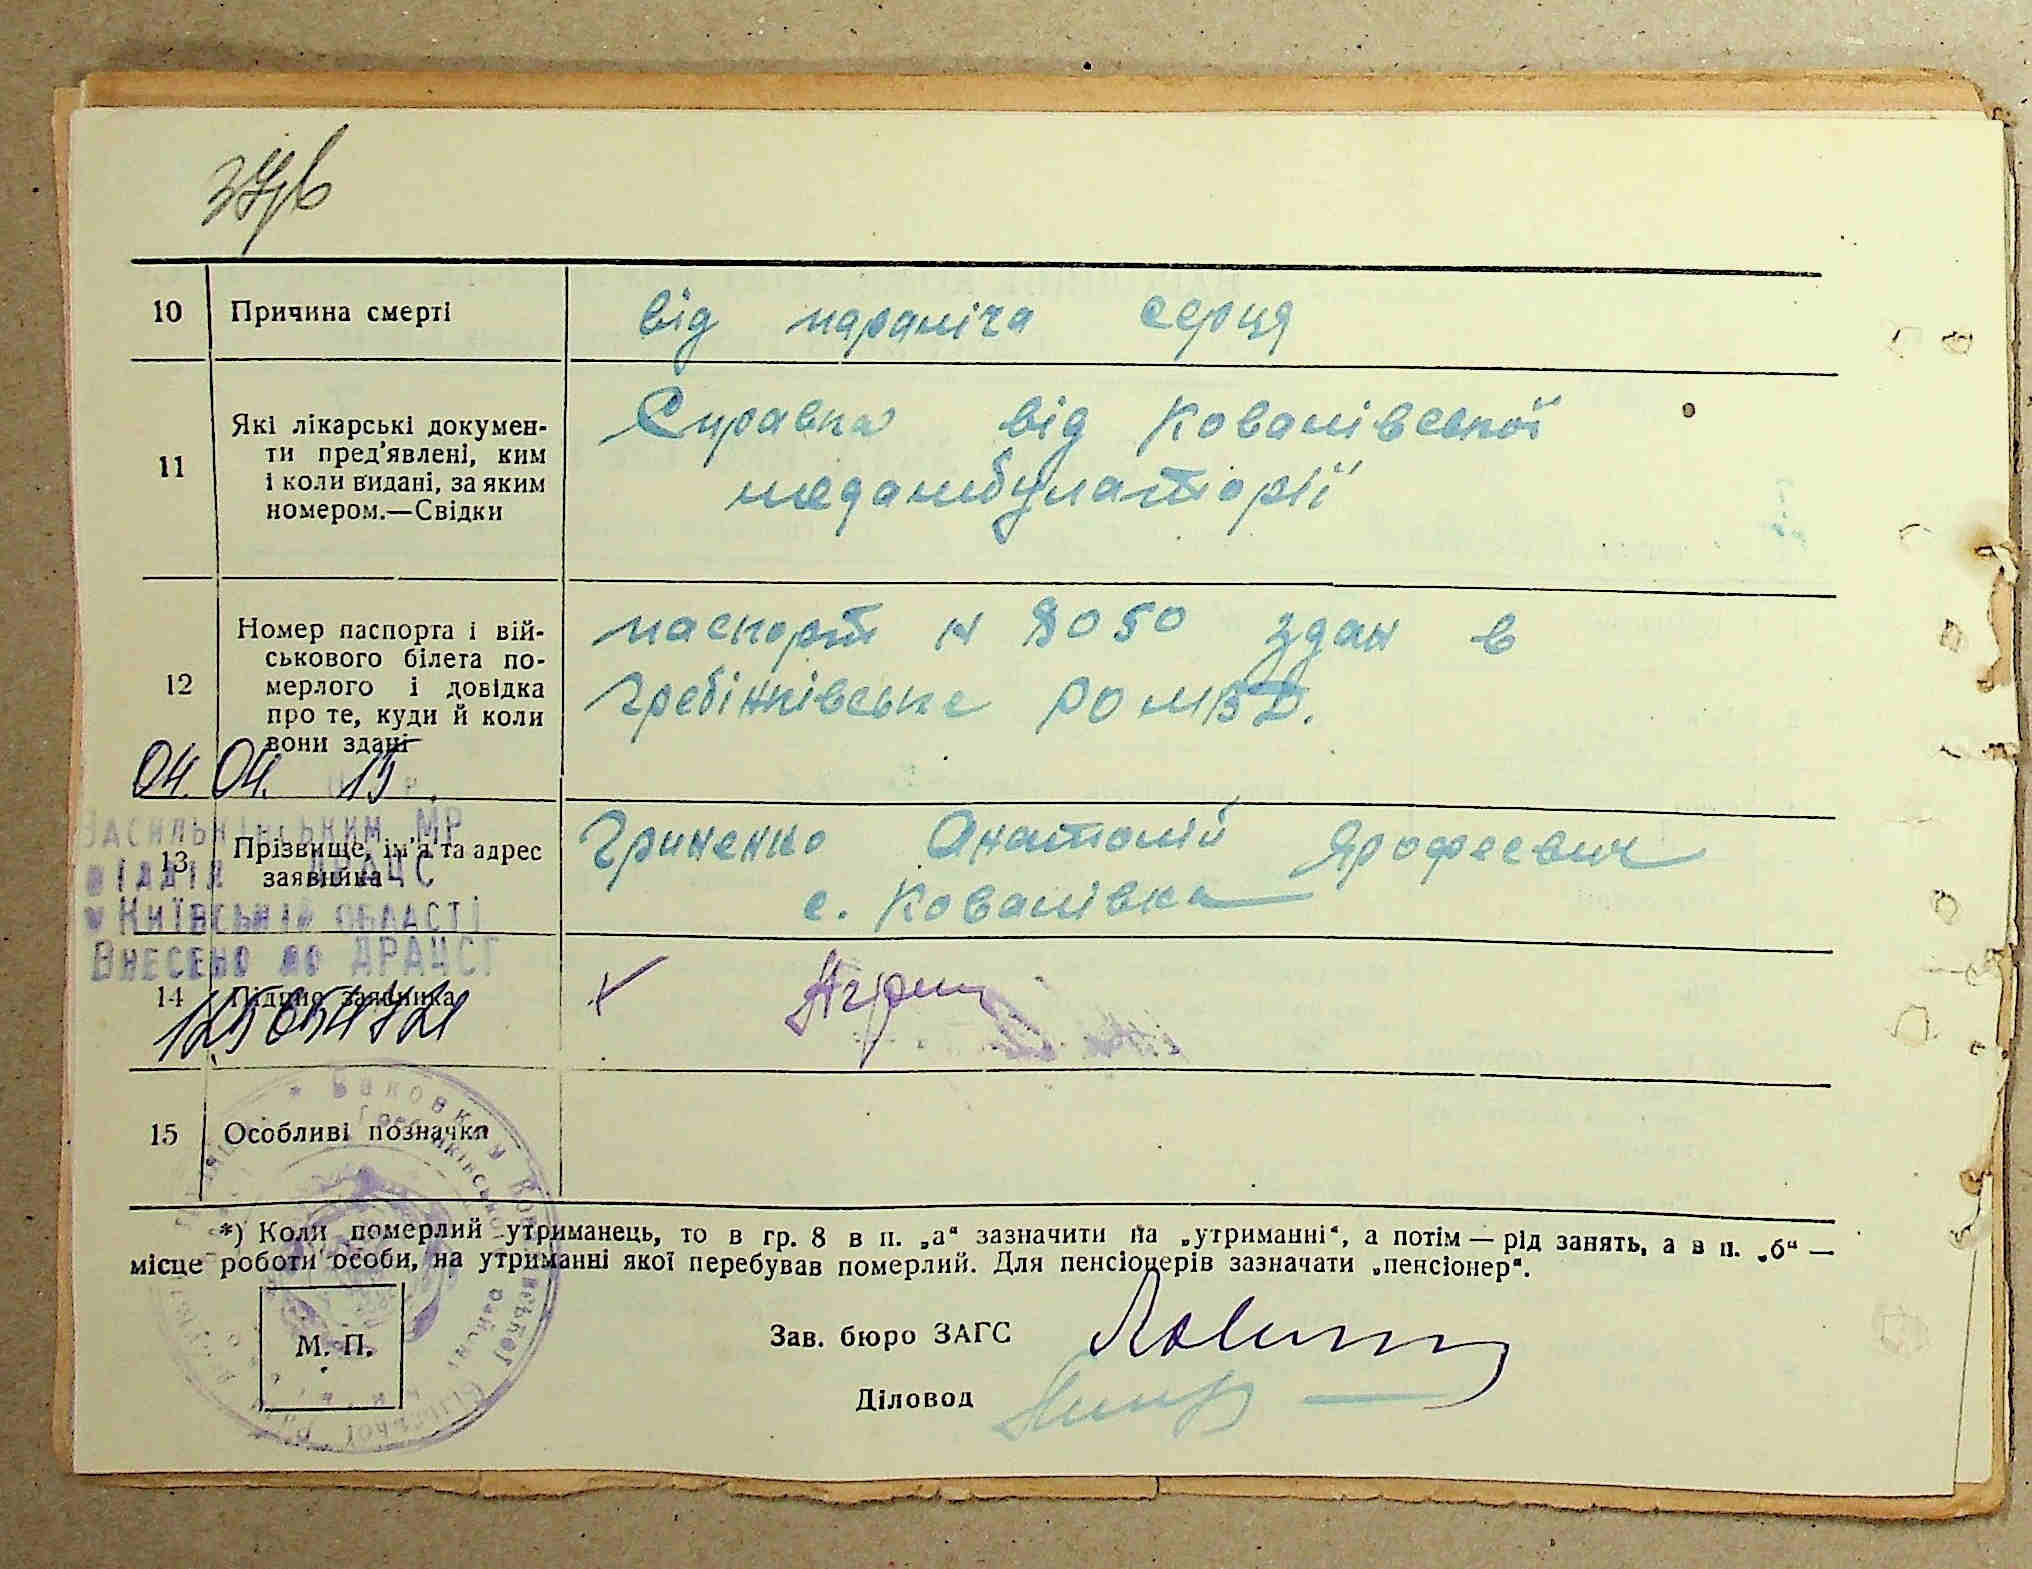 10 Причина смерті від параліча серця
11 Які лікарські докумен-
ти пред'явлені, ким
і коли видані, за яким
номером.—Свідки
Справка від Ковалівської
медамбулаторії
12 Номер паспорта і вій-
ськового білета по-
мерлого і довідка
про те, куди й коли
вони здані
паспорт н 8050 здан в
Гребінківське РО МВД.
04. 04. 15 р.
Васильківським МР
відділ ДРАЦС
у Київській області
Внесено до ДРАЦСГ
13 Прізвище, ім'я та адрес
заявника
Гриненко Анатолій Ярофеевич
с. Ковалівка
14 Підпис заявника
15 Особливі позначки
*) Коли померлий утриманець, то в гр. 8 в п. „а“ зазначити на „утриманні“, а потім — рід занять, а в п. „б“ —
місце роботи особи, на утриманні якої перебував померлий. Для пенсіонерів зазначати „пенсіонер“.
М. П.
Зав. бюро ЗАГС
Діловод